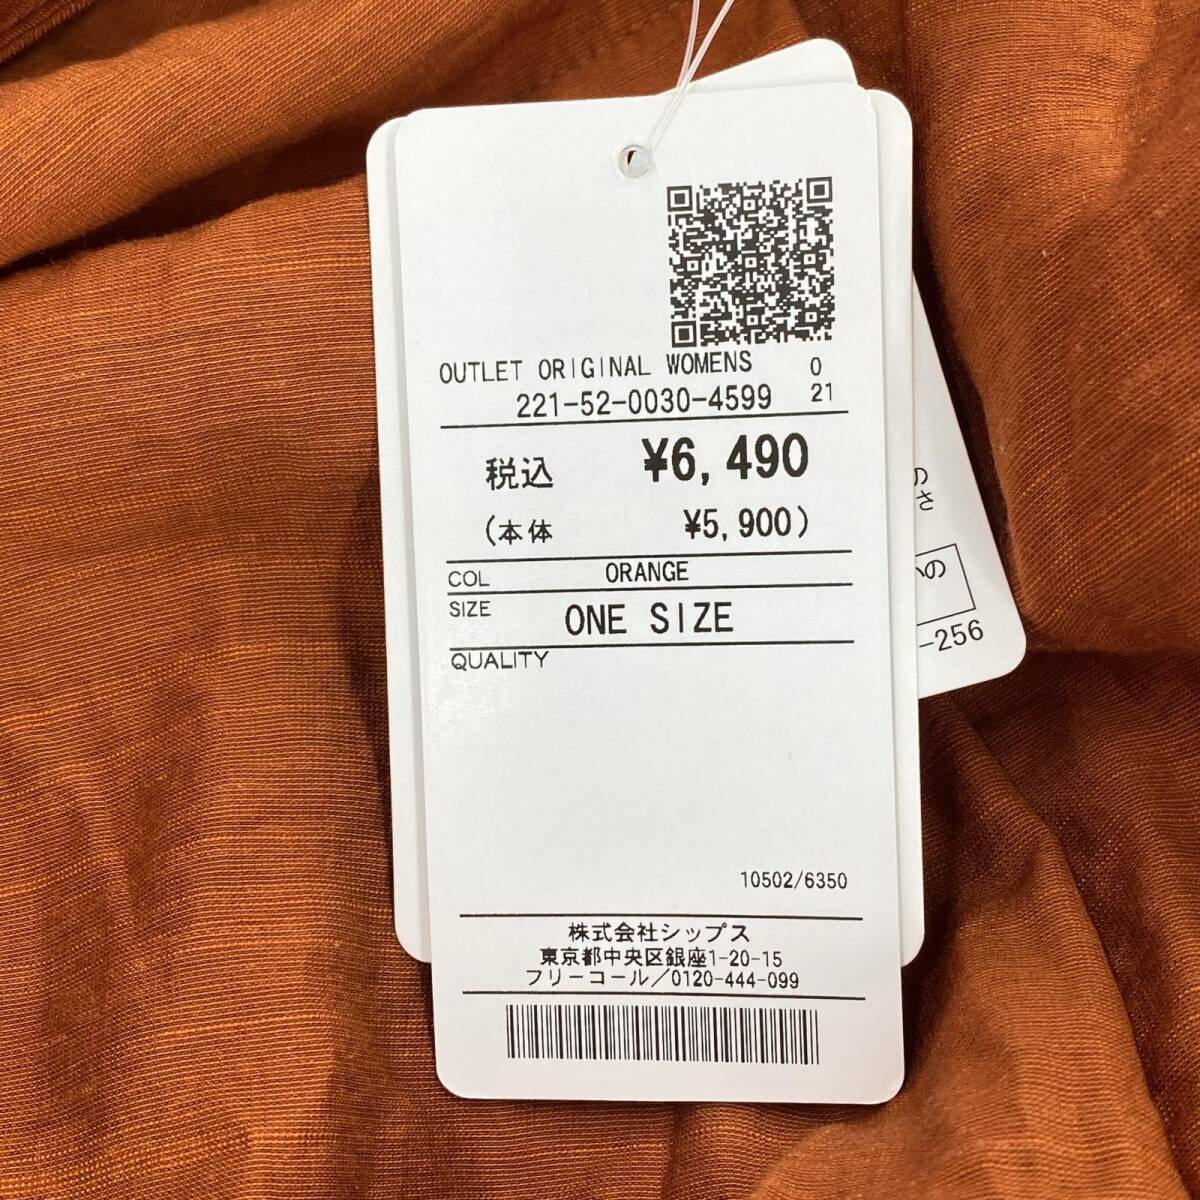 OUTLET ORIGINAL WOMENS 0
221-52-0030-4599 21
税込 ¥6,490
(本体 ¥5,900)
COL ORANGE
SIZE ONE SIZE
QUALITY
10502/6350
株式会社シップス
東京都中央区銀座1-20-15
フリーコール/0120-444-099
の
さ
の
-256